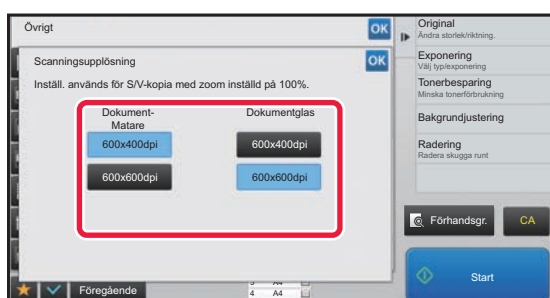 Övrigt
OK
Scanningsupplösning
OK
Inställ. används för S/V-kopia med zoom inställd på 100%.
Dokument-
Matare
Dokumentglas
600x400dpi
600x400dpi
600x600dpi
600x600dpi
Föregående
4 A4
Original
Ändra storlek/riktning.
Exponering
Välj typ/exponering
Tonerbesparing
Minska tonerförbrukning
Bakgrundjustering
Radering
Radera skugga runt
Förhandsgr.
CA
Start